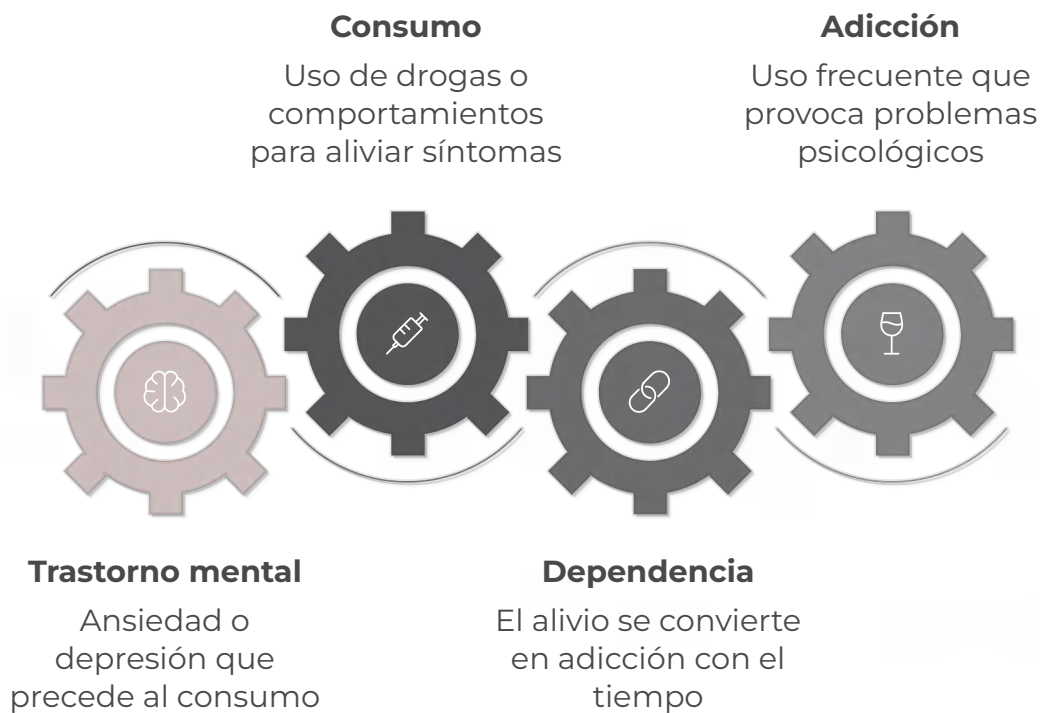 Consumo
Uso de drogas o
comportamientos
para aliviar síntomas
Adicción
Uso frecuente que
provoca problemas
psicológicos
Trastorno mental
Ansiedad o
depresión que
precede al consumo
Dependencia
El alivio se convierte
en adicción con el
tiempo